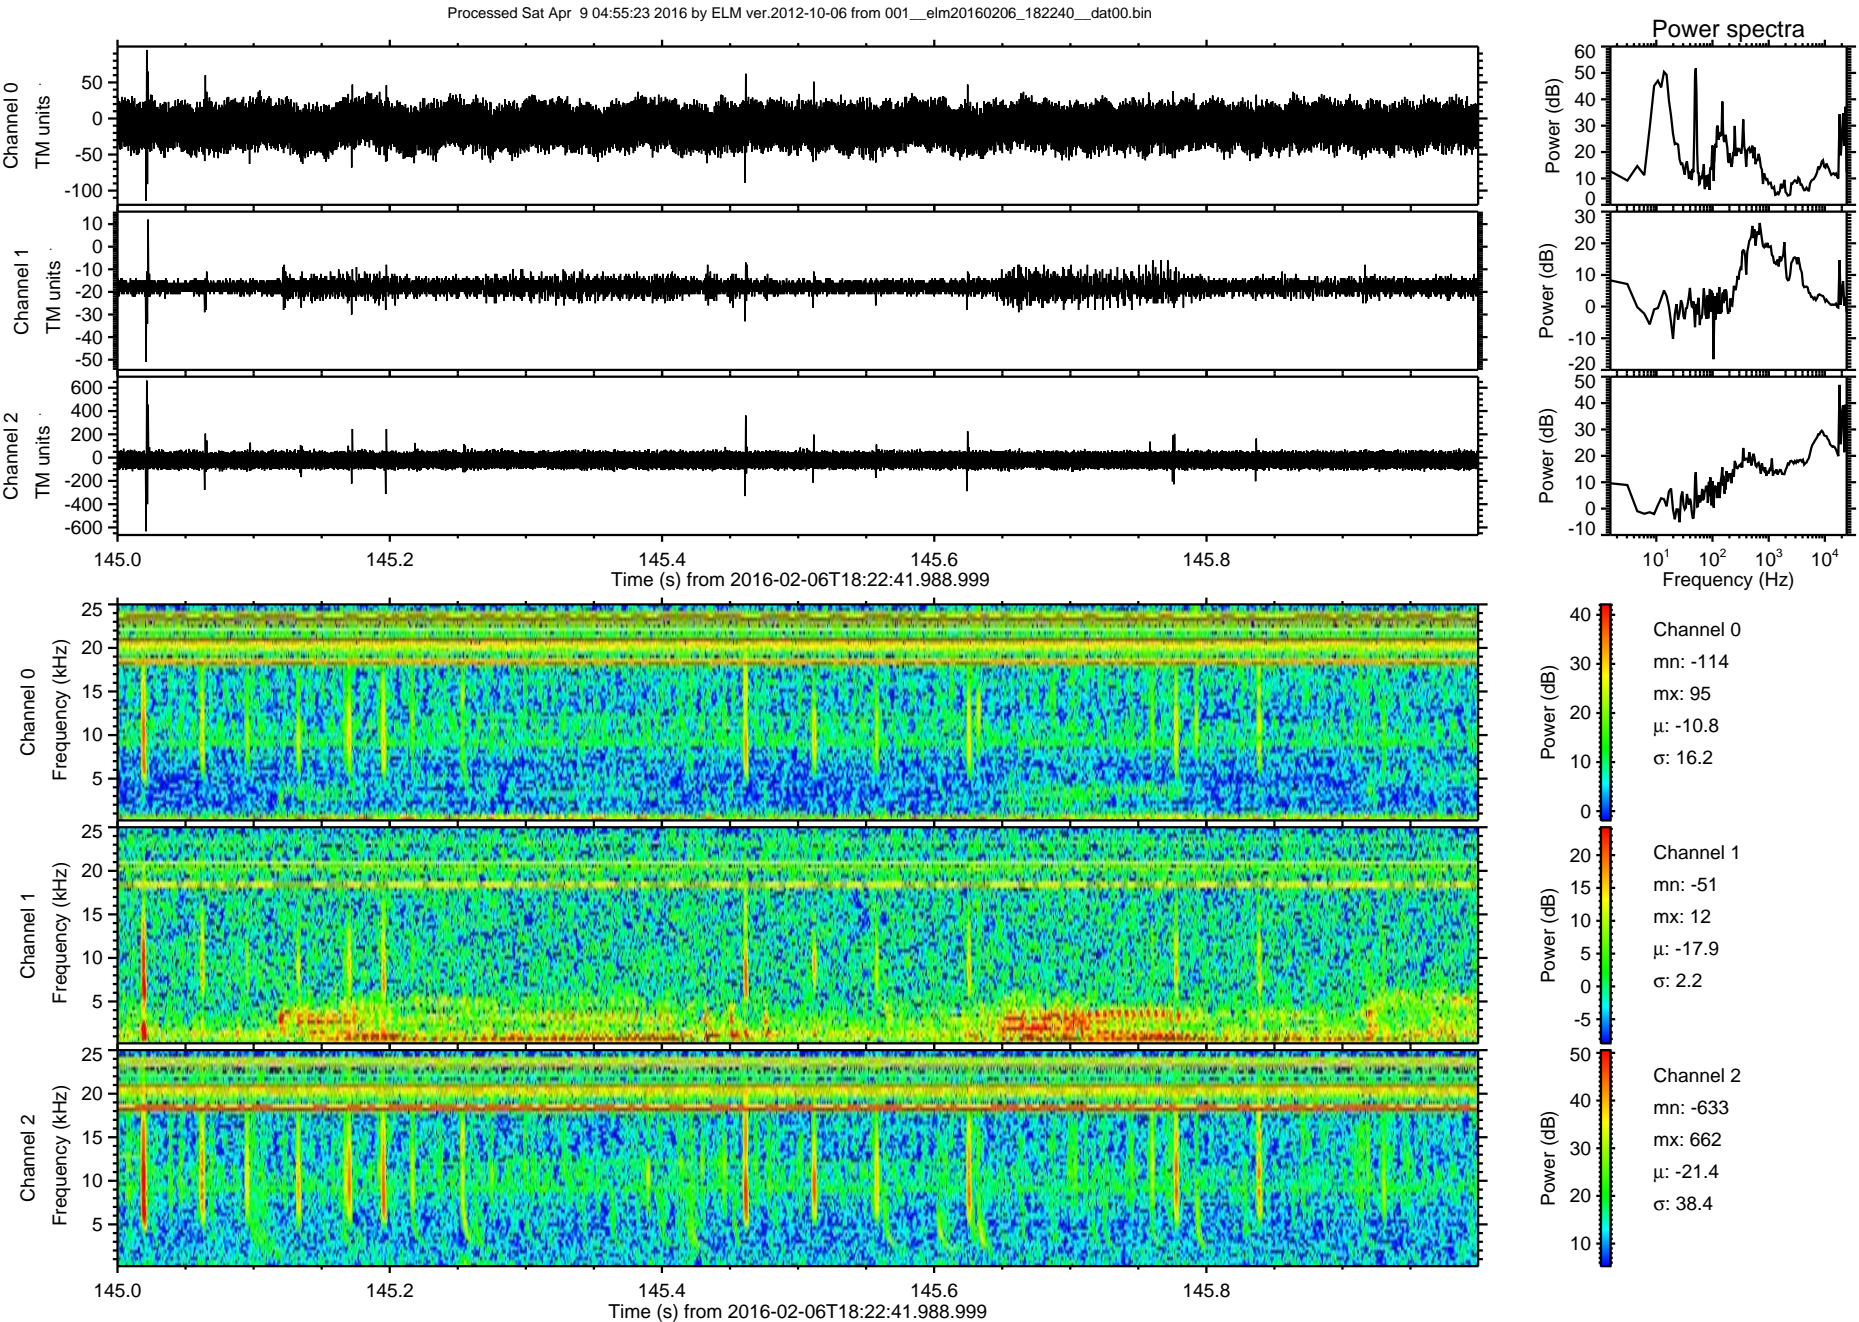 Processed Sat Apr  9 04:55:23 2016 by ELM ver.2012-10-06 from 001__elm20160206_182240__dat00.bin
Power spectra
Channel 0
TM units
50
0
-50
-100
Power (dB)
60
50
40
30
20
10
0
Channel 1
TM units
10
0
-10
-20
-30
-40
-50
Power (dB)
30
20
10
0
-10
-20
Channel 2
TM units
600
400
200
0
-200
-400
-600
Power (dB)
50
40
30
20
10
0
-10
145.0 145.2 145.4 145.6 145.8
Time (s) from 2016-02-06T18:22:41.988.999
10¹ 10² 10³ 10⁴
Frequency (Hz)
Channel 0
Frequency (kHz)
25
20
15
10
5
Power (dB)
40
30
20
10
0
Channel 0
mn: -114
mx: 95
μ: -10.8
σ: 16.2
Channel 1
Frequency (kHz)
25
20
15
10
5
Power (dB)
20
15
10
5
0
-5
Channel 1
mn: -51
mx: 12
μ: -17.9
σ: 2.2
Channel 2
Frequency (kHz)
25
20
15
10
5
Power (dB)
50
40
30
20
10
Channel 2
mn: -633
mx: 662
μ: -21.4
σ: 38.4
145.0 145.2 145.4 145.6 145.8
Time (s) from 2016-02-06T18:22:41.988.999